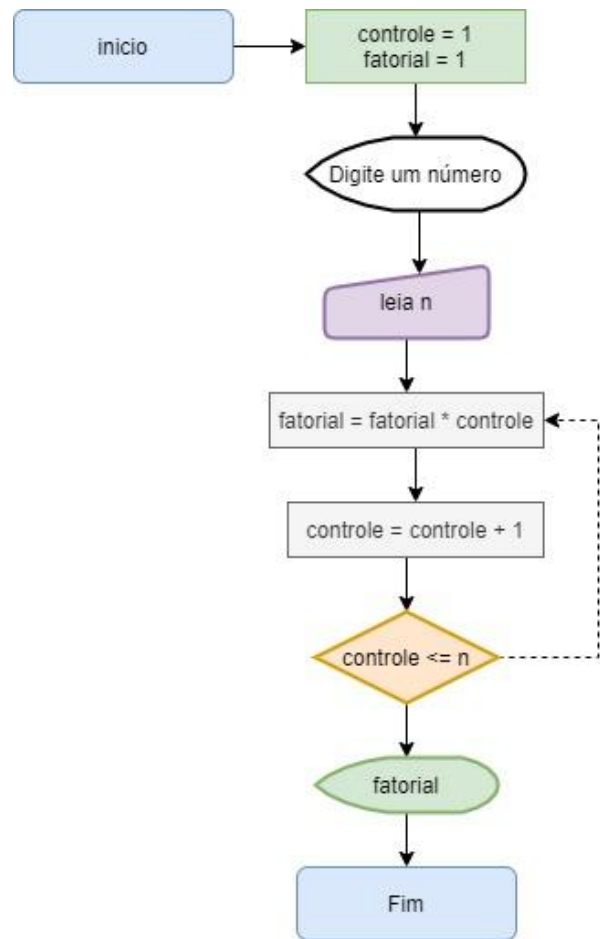 inicio
controle = 1
fatorial = 1
Digite um número
leia n
fatorial = fatorial * controle
controle = controle + 1
controle <= n
fatorial
Fim